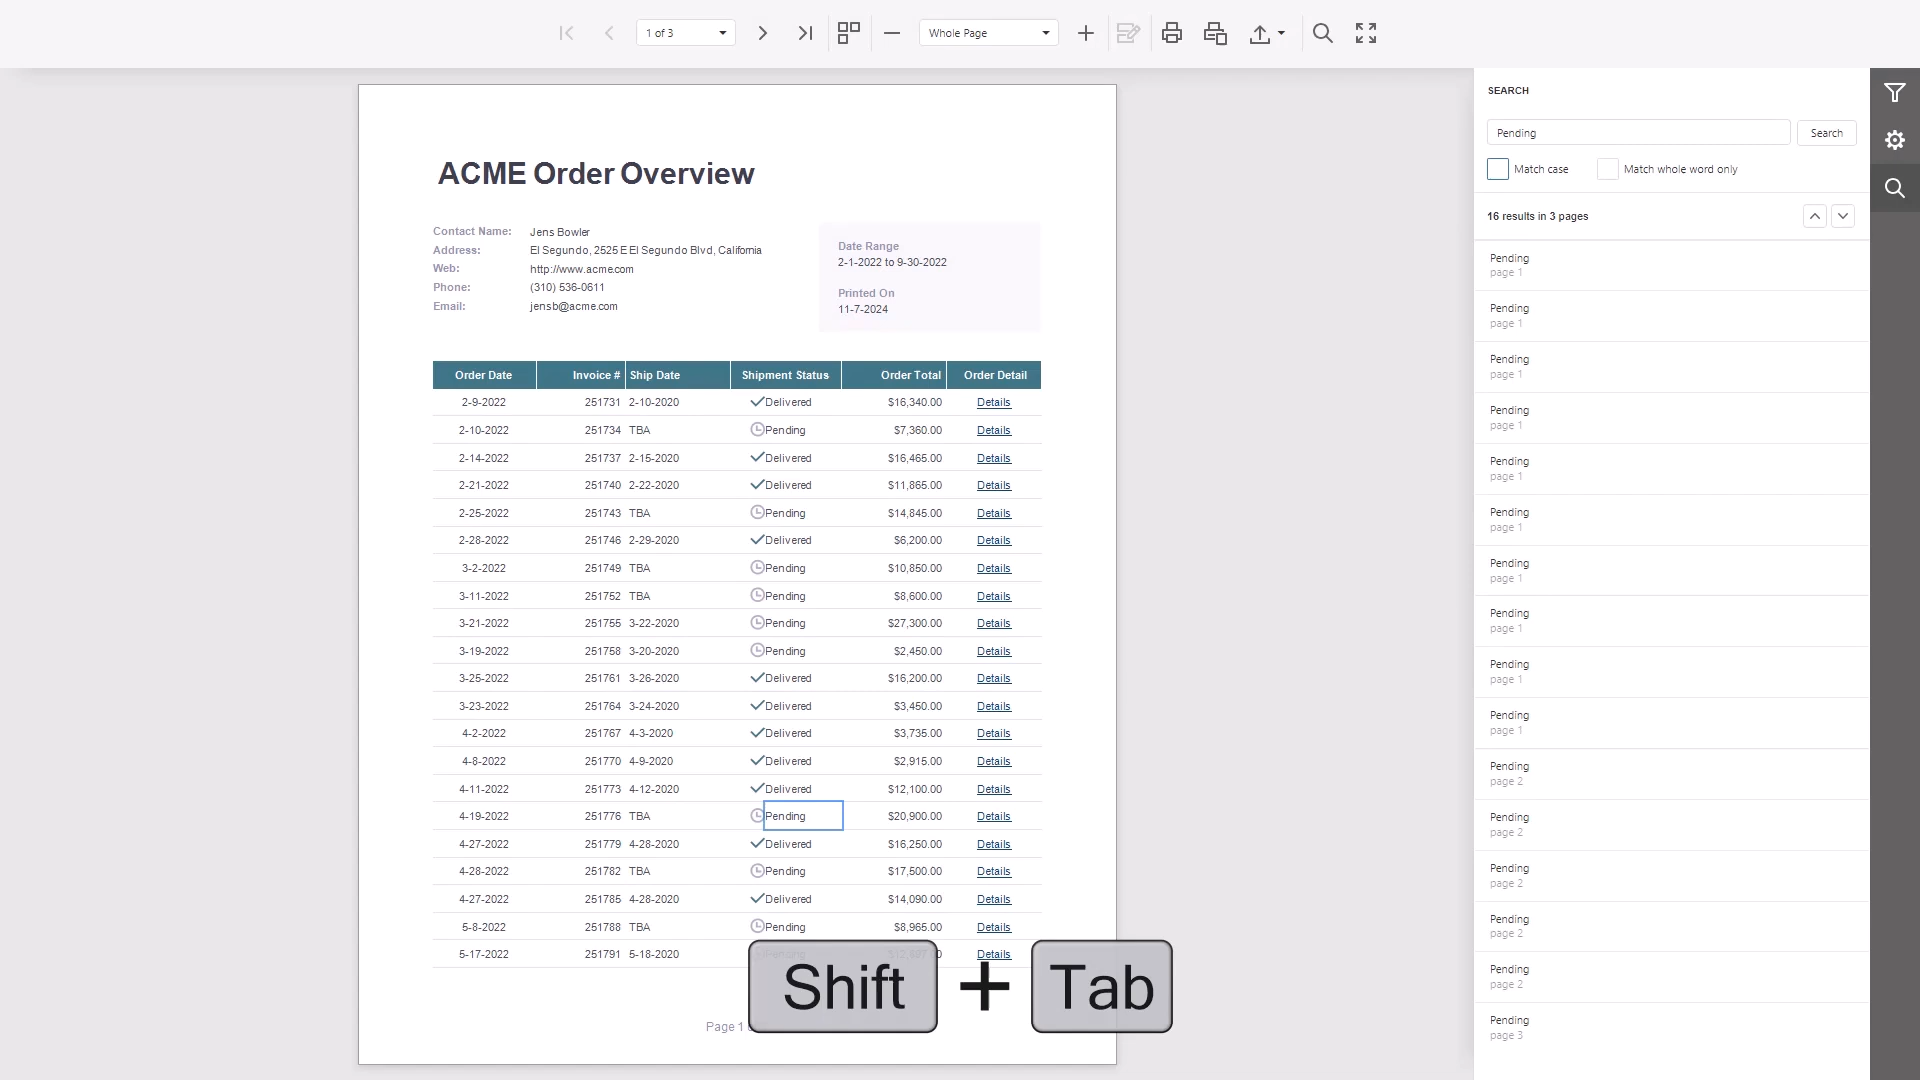 1 of 3
Whole Page
ACME Order Overview
Contact Name: Jens Bowler
Address: El Segundo, 2525 E El Segundo Blvd, California
Web: http://www.acme.com
Phone: (310) 536-0611
Email: jensb@acme.com
Date Range
2-1-2022 to 9-30-2022
Printed On
11-7-2024
Order Date Invoice # Ship Date Shipment Status Order Total Order Detail
2-9-2022 251731 2-10-2020 Delivered $16,340.00 Details
2-10-2022 251734 TBA Pending $7,360.00 Details
2-14-2022 251737 2-15-2020 Delivered $16,465.00 Details
2-21-2022 251740 2-22-2020 Delivered $11,865.00 Details
2-25-2022 251743 TBA Pending $14,845.00 Details
2-28-2022 251746 2-29-2020 Delivered $6,200.00 Details
3-2-2022 251749 TBA Pending $10,850.00 Details
3-11-2022 251752 TBA Pending $8,600.00 Details
3-21-2022 251755 3-22-2020 Pending $27,300.00 Details
3-19-2022 251758 3-20-2020 Pending $2,450.00 Details
3-25-2022 251761 3-26-2020 Delivered $16,200.00 Details
3-23-2022 251764 3-24-2020 Delivered $3,450.00 Details
4-2-2022 251767 4-3-2020 Delivered $3,735.00 Details
4-8-2022 251770 4-9-2020 Delivered $2,915.00 Details
4-11-2022 251773 4-12-2020 Delivered $12,100.00 Details
4-19-2022 251776 TBA Pending $20,900.00 Details
4-27-2022 251779 4-28-2020 Delivered $16,250.00 Details
4-28-2022 251782 TBA Pending $17,500.00 Details
4-27-2022 251785 4-28-2020 Delivered $14,090.00 Details
5-8-2022 251788 TBA Pending $8,965.00 Details
5-17-2022 251791 5-18-2020 Pending Details
Page 1
Shift + Tab
SEARCH
Pending Search
Match case Match whole word only
16 results in 3 pages
Pending
page 1
Pending
page 1
Pending
page 1
Pending
page 1
Pending
page 1
Pending
page 1
Pending
page 1
Pending
page 1
Pending
page 1
Pending
page 1
Pending
page 2
Pending
page 2
Pending
page 2
Pending
page 2
Pending
page 2
Pending
page 3